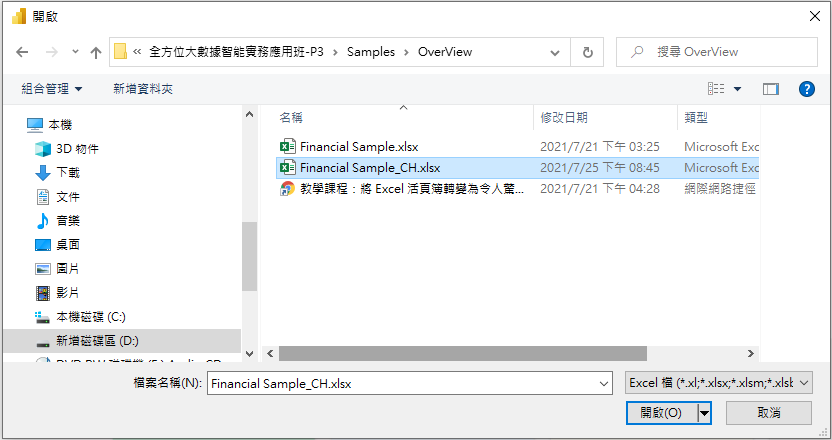 開啟
« 全方位大數據智能實務應用班-P3 › Samples › OverView
搜尋 OverView
組合管理
新增資料夾
本機
3D 物件
下載
文件
音樂
桌面
圖片
影片
本機磁碟 (C:)
新增磁碟區 (D:)
名稱 修改日期 類型
Financial Sample.xlsx 2021/7/21 下午 03:25 Microsoft Exc
Financial Sample_CH.xlsx 2021/7/25 下午 08:45 Microsoft Exc
教學課程：將 Excel 活頁簿轉變為令人驚... 2021/7/21 下午 04:28 網際網路捷徑
檔案名稱(N): Financial Sample_CH.xlsx
Excel 檔 (*.xl;*.xlsx;*.xlsm;*.xlsb
開啟(O)
取消